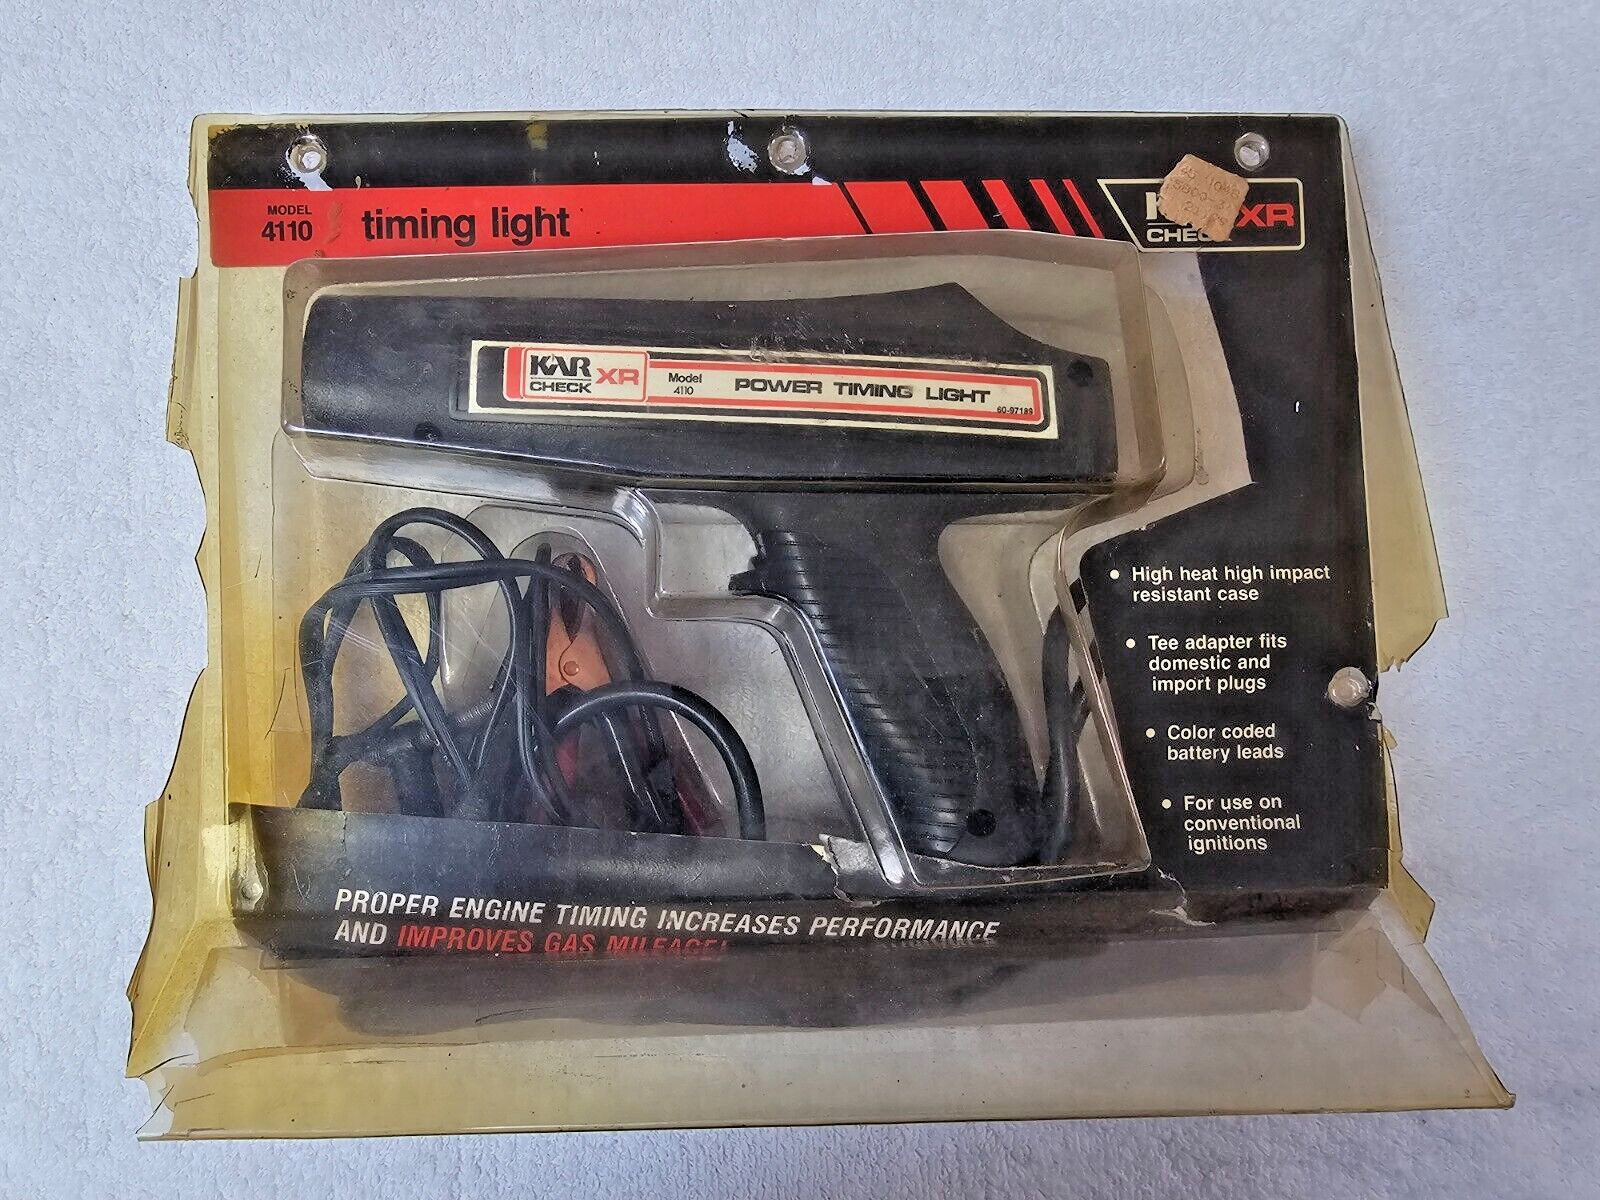 MODEL
4110
timing light
CHECK XR
KAR
CHECK
XR
Model
4110
POWER TIMING LIGHT
60-97189
• High heat high impact
resistant case
• Tee adapter fits
domestic and
import plugs
• Color coded
battery leads
• For use on
conventional
ignitions
PROPER ENGINE TIMING INCREASES PERFORMANCE
AND IMPROVES GAS MILEAGE!